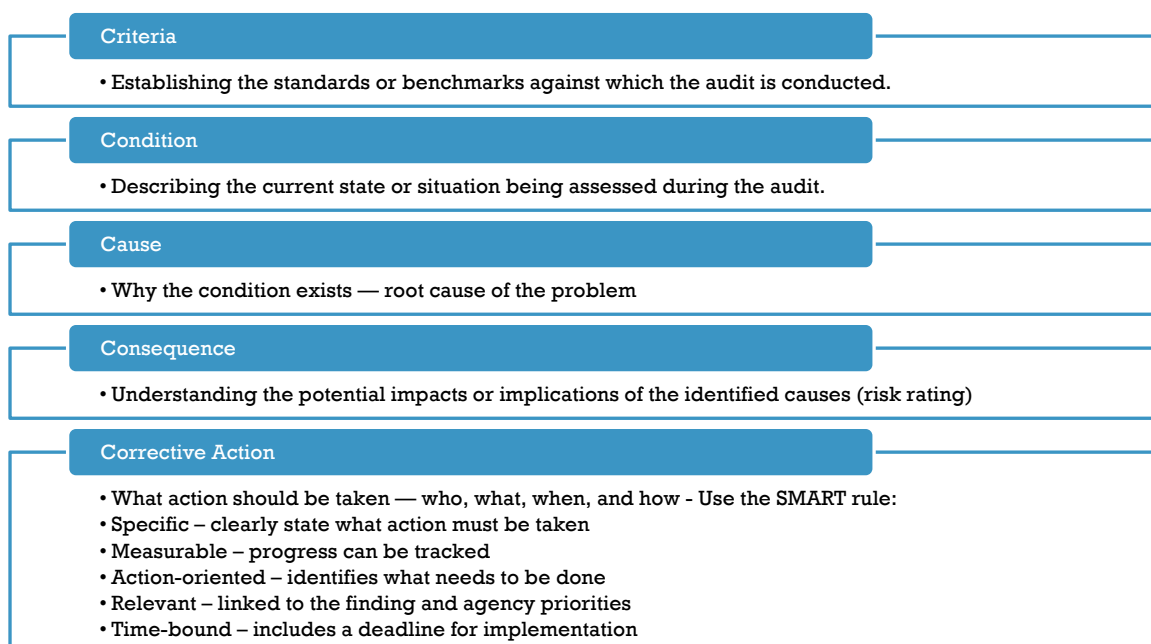 Criteria
• Establishing the standards or benchmarks against which the audit is conducted.
Condition
• Describing the current state or situation being assessed during the audit.
Cause
• Why the condition exists — root cause of the problem
Consequence
• Understanding the potential impacts or implications of the identified causes (risk rating)
Corrective Action
• What action should be taken — who, what, when, and how - Use the SMART rule:
• Specific – clearly state what action must be taken
• Measurable – progress can be tracked
• Action-oriented – identifies what needs to be done
• Relevant – linked to the finding and agency priorities
• Time-bound – includes a deadline for implementation